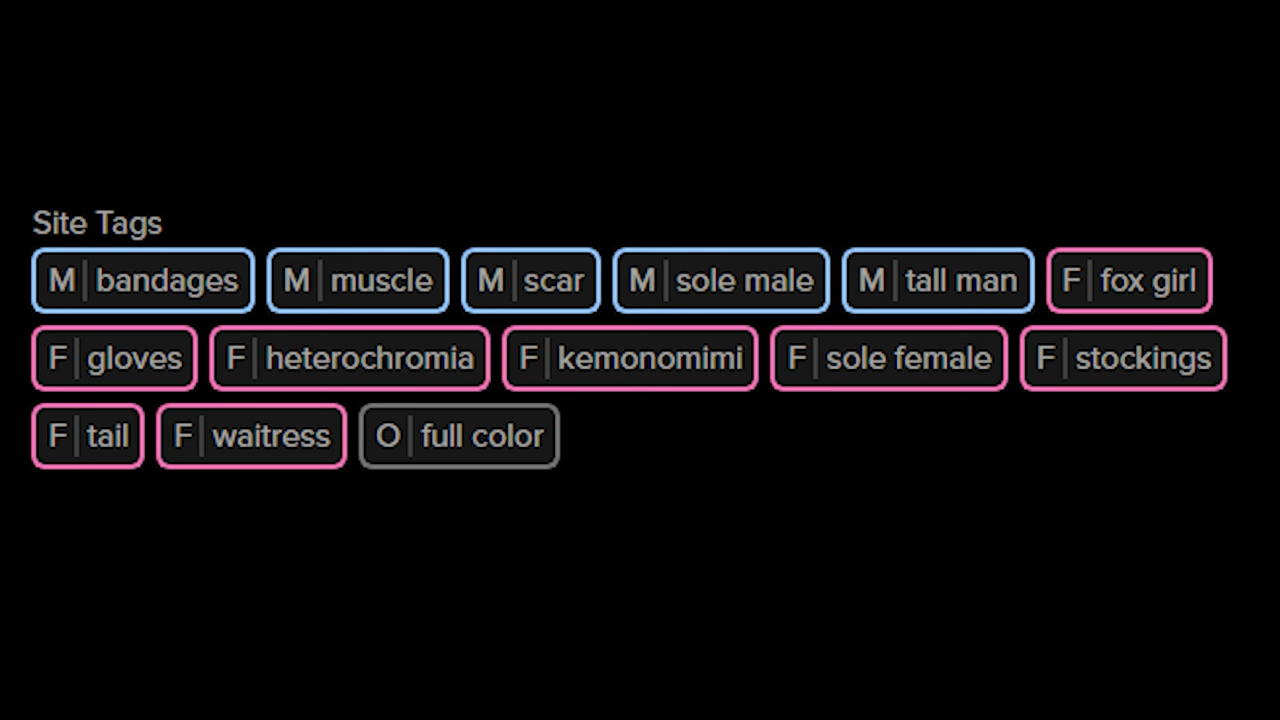 Site Tags
M | bandages M | muscle M | scar M | sole male M | tall man F | fox girl
F | gloves F | heterochromia F | kemonomimi F | sole female F | stockings
F | tail F | waitress O | full color